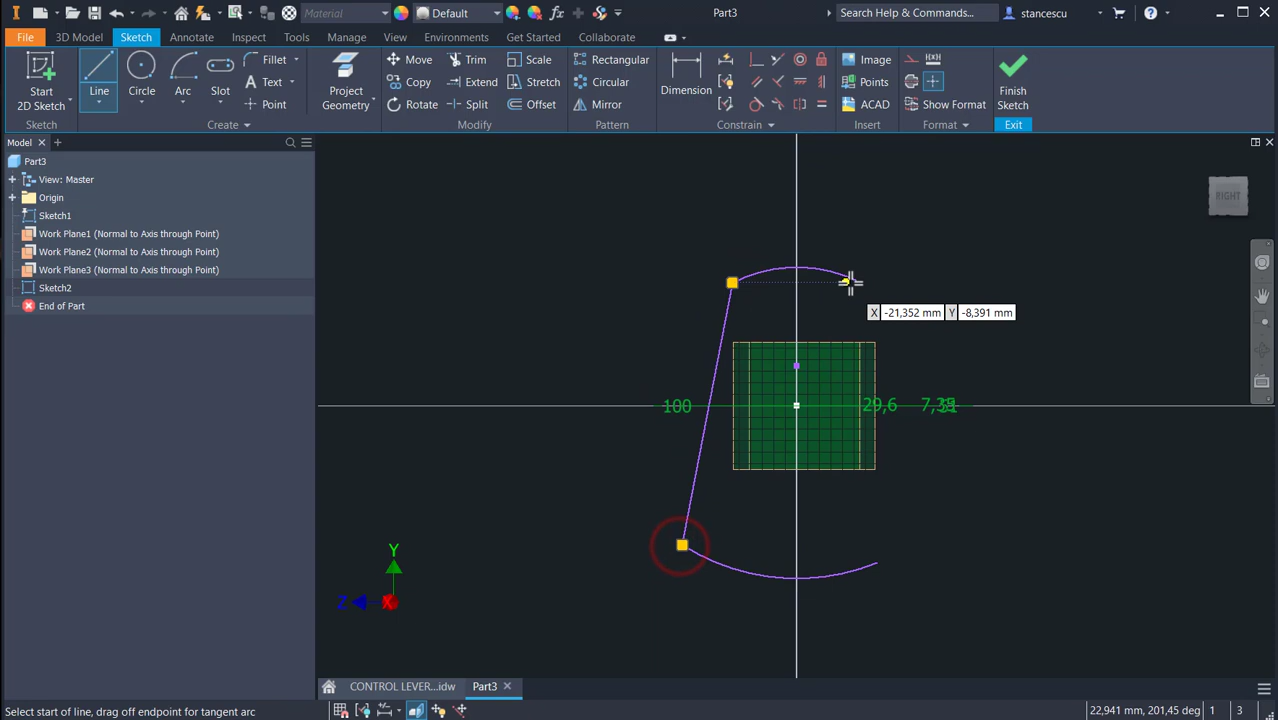 Material
Default
Part3
Search Help & Commands...
stancescu
File
3D Model
Sketch
Annotate
Inspect
Tools
Manage
View
Environments
Get Started
Collaborate
Start
2D Sketch
Sketch
Line
Circle
Arc
Slot
Fillet
Text
Point
Create
Project
Geometry
Move
Copy
Rotate
Trim
Extend
Split
Scale
Stretch
Offset
Modify
Rectangular
Circular
Mirror
Pattern
Dimension
Constrain
Image
Points
ACAD
Insert
Show Format
Format
Finish
Sketch
Exit
Model
Part3
View: Master
Origin
Sketch1
Work Plane1 (Normal to Axis through Point)
Work Plane2 (Normal to Axis through Point)
Work Plane3 (Normal to Axis through Point)
Sketch2
End of Part
RIGHT
X -21,352 mm Y -8,391 mm
100
29,6
Y
Z
X
CONTROL LEVER...idw
Part3
Select start of line, drag off endpoint for tangent arc
22,941 mm, 201,45 deg 1 3